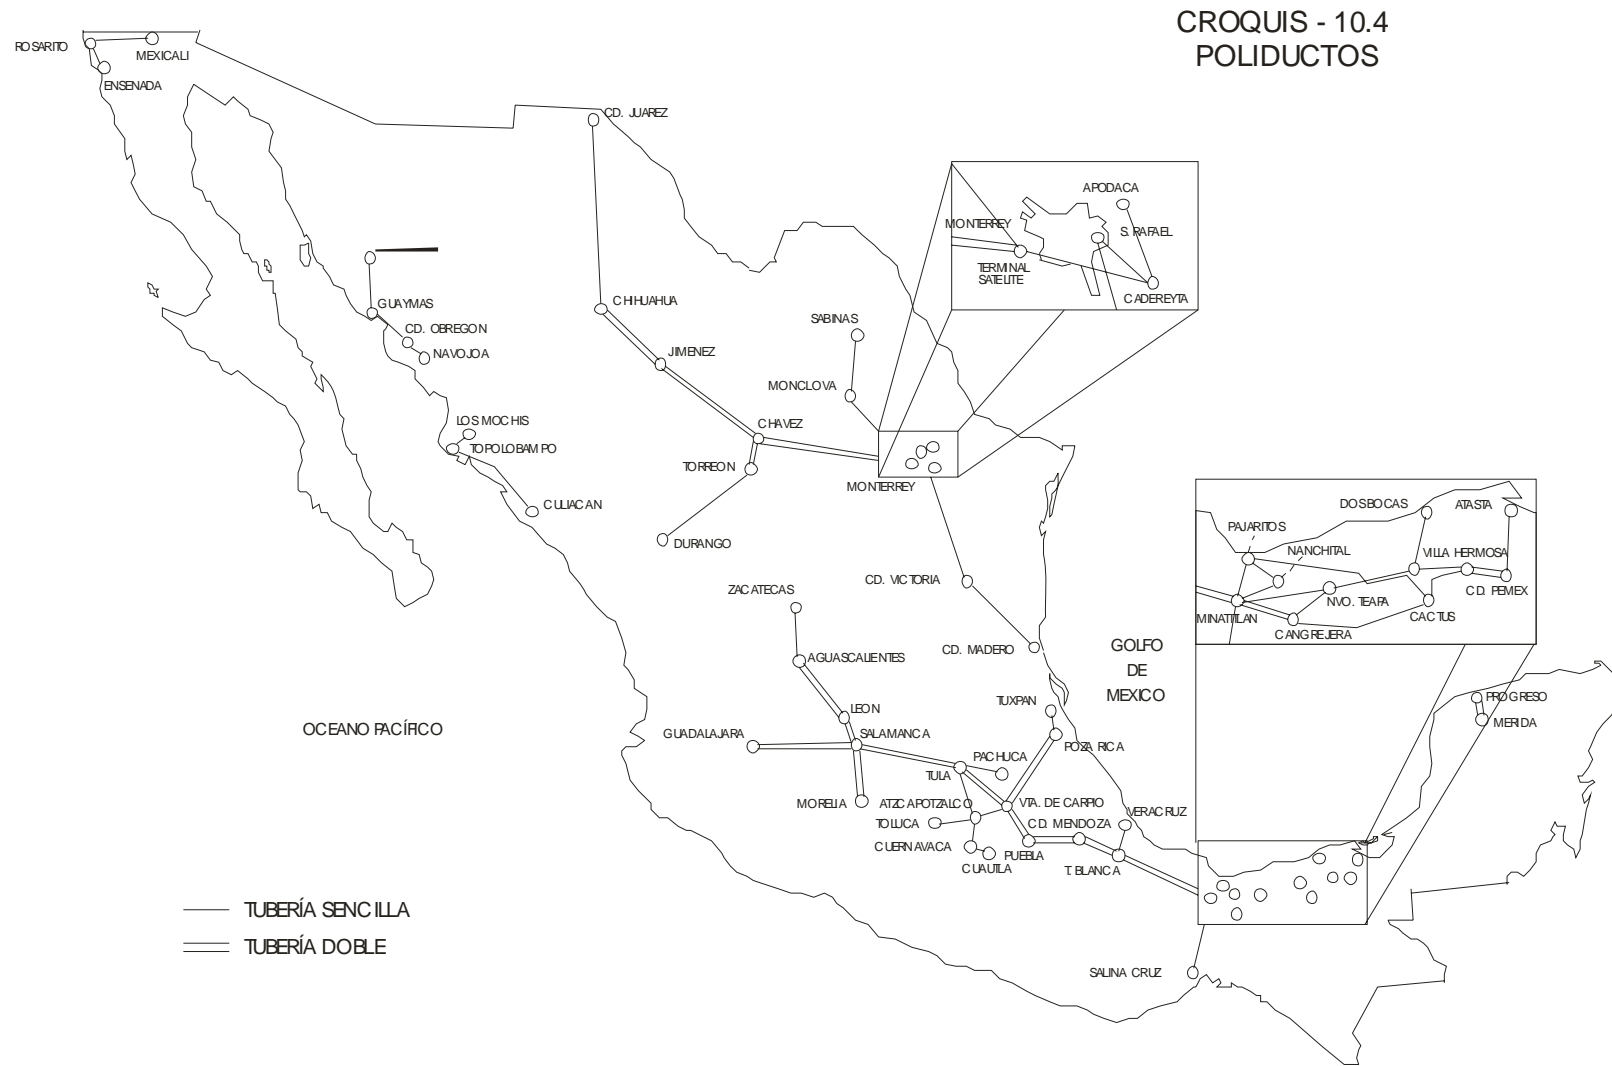 CROQUIS - 10.4
POLIDUCTOS
ROSARITO
MEXICALI
ENSENADA
CD. JUAREZ
GUAYMAS
CD. OBREGON
NAVOJOA
CHIHUAHUA
JIMENEZ
SABINAS
MONCLOVA
CHAVEZ
TORREON
MONTERREY
DURANGO
LOS MOCHIS
TOPOLOBAMPO
CULIACAN
APODACA
MONTERREY
S. RAFAEL
TERMINAL
SATELITE
CADEREYTA
CD. VICTORIA
CD. MADERO
ZACATECAS
AGUASCALIENTES
LEON
SALAMANCA
GUADALAJARA
MORELIA
TUXPAN
POZA RICA
PACHUCA
TULA
ATZCAPOTZALCO
VTA. DE CARPIO
TOLUCA
CD. MENDOZA
VERACRUZ
CUERNAVACA
CUAUTLA
PUEBLA
T. BLANCA
GOLFO
DE
MEXICO
DOSBOCAS
ATASTA
PAJARITOS
NANCHITAL
VILLA HERMOSA
MINATITLAN
NVO. TEAPA
CD. PEMEX
CANGREJERA
CACTUS
PROGRESO
MERIDA
SALINA CRUZ
OCEANO PACÍFICO
TUBERÍA SENCILLA
TUBERÍA DOBLE